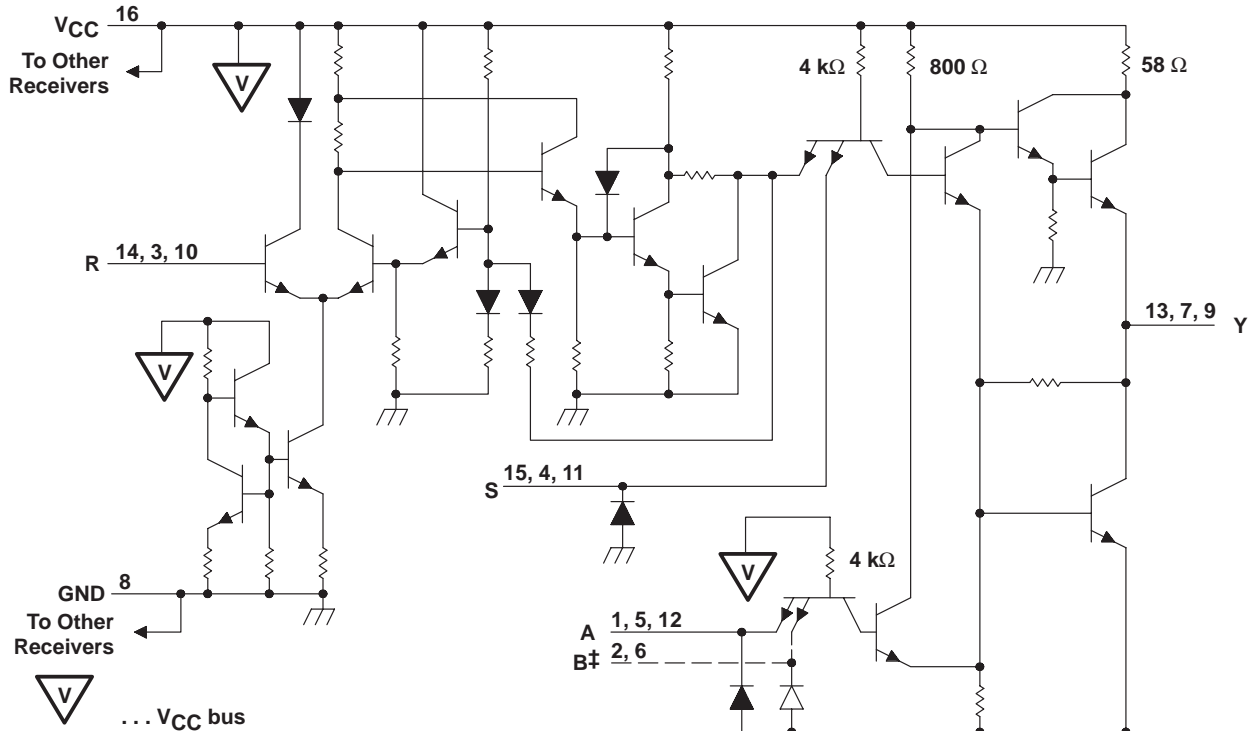 VCC 16
To Other
Receivers
V
4 kΩ
800 Ω
58 Ω
R 14, 3, 10
13, 7, 9 Y
V
S 15, 4, 11
V
4 kΩ
GND 8
To Other
Receivers
A 1, 5, 12
B‡ 2, 6
V
. . . VCC bus